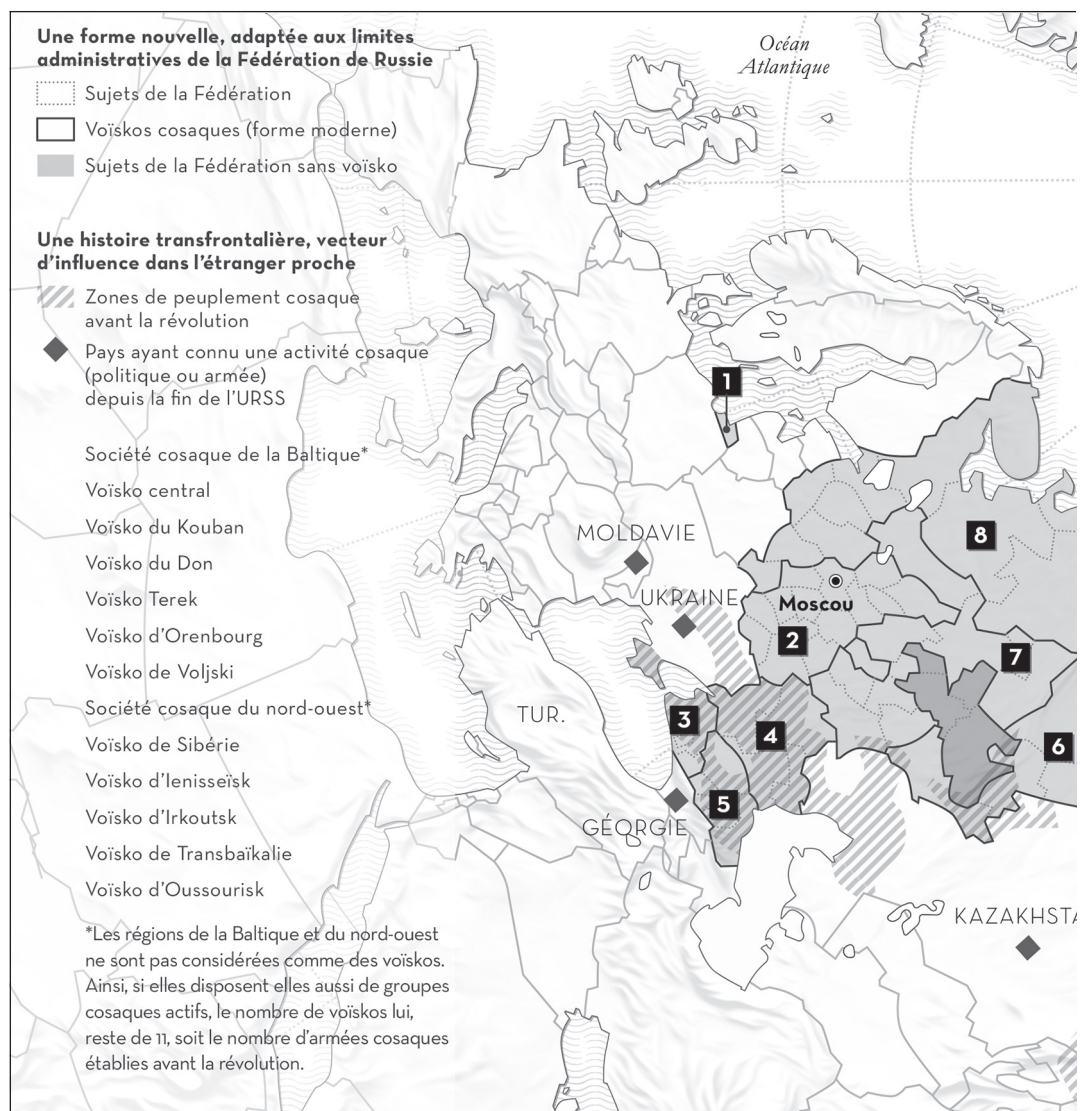 Une forme nouvelle, adaptée aux limites
administratives de la Fédération de Russie
Sujets de la Fédération
Voïskos cosaques (forme moderne)
Sujets de la Fédération sans voïsko
Une histoire transfrontalière, vecteur
d’influence dans l’étranger proche
Zones de peuplement cosaque
avant la révolution
Pays ayant connu une activité cosaque
(politique ou armée)
depuis la fin de l’URSS
Société cosaque de la Baltique*
Voïsko central
Voïsko du Kouban
Voïsko du Don
Voïsko Terek
Voïsko d’Orenbourg
Voïsko de Voljski
Société cosaque du nord-ouest*
Voïsko de Sibérie
Voïsko d’Ienisseïsk
Voïsko d’Irkoutsk
Voïsko de Transbaïkalie
Voïsko d’Oussourisk
*Les régions de la Baltique et du nord-ouest
ne sont pas considérées comme des voïskos.
Ainsi, si elles disposent elles aussi de groupes
cosaques actifs, le nombre de voïskos lui,
reste de 11, soit le nombre d’armées cosaques
établies avant la révolution.
Océan
Atlantique
1
8
MOLDAVIE
UKRAINE
Moscou
2
7
TUR.
3
4
6
5
GÉORGIE
KAZAKHSTA